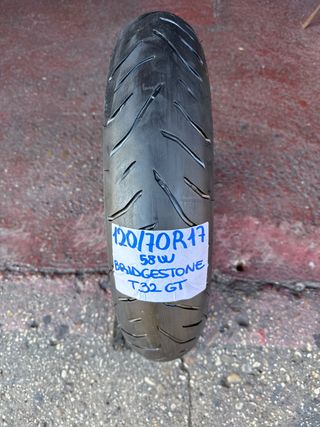 120/70R17
58W
BRIDGESTONE
T32 GT